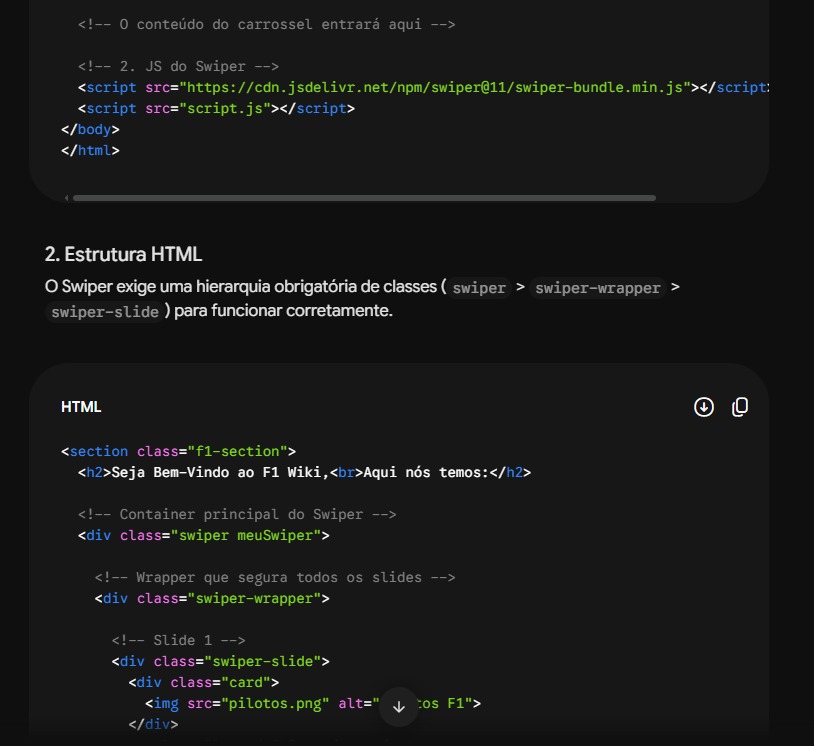 <!-- O conteúdo do carrossel entrará aqui -->
<!-- 2. JS do Swiper -->
<script src="https://cdn.jsdelivr.net/npm/swiper@11/swiper-bundle.min.js"></script>
<script src="script.js"></script>
</body>
</html>
2. Estrutura HTML
O Swiper exige uma hierarquia obrigatória de classes ( swiper > swiper-wrapper >
swiper-slide ) para funcionar corretamente.
HTML
<section class="f1-section">
<h2>Seja Bem-Vindo ao F1 Wiki,<br>Aqui nós temos:</h2>
<!-- Container principal do Swiper -->
<div class="swiper meuSwiper">
<!-- Wrapper que segura todos os slides -->
<div class="swiper-wrapper">
<!-- Slide 1 -->
<div class="swiper-slide">
<div class="card">
<img src="pilotos.png" alt=" tos F1">
</div>